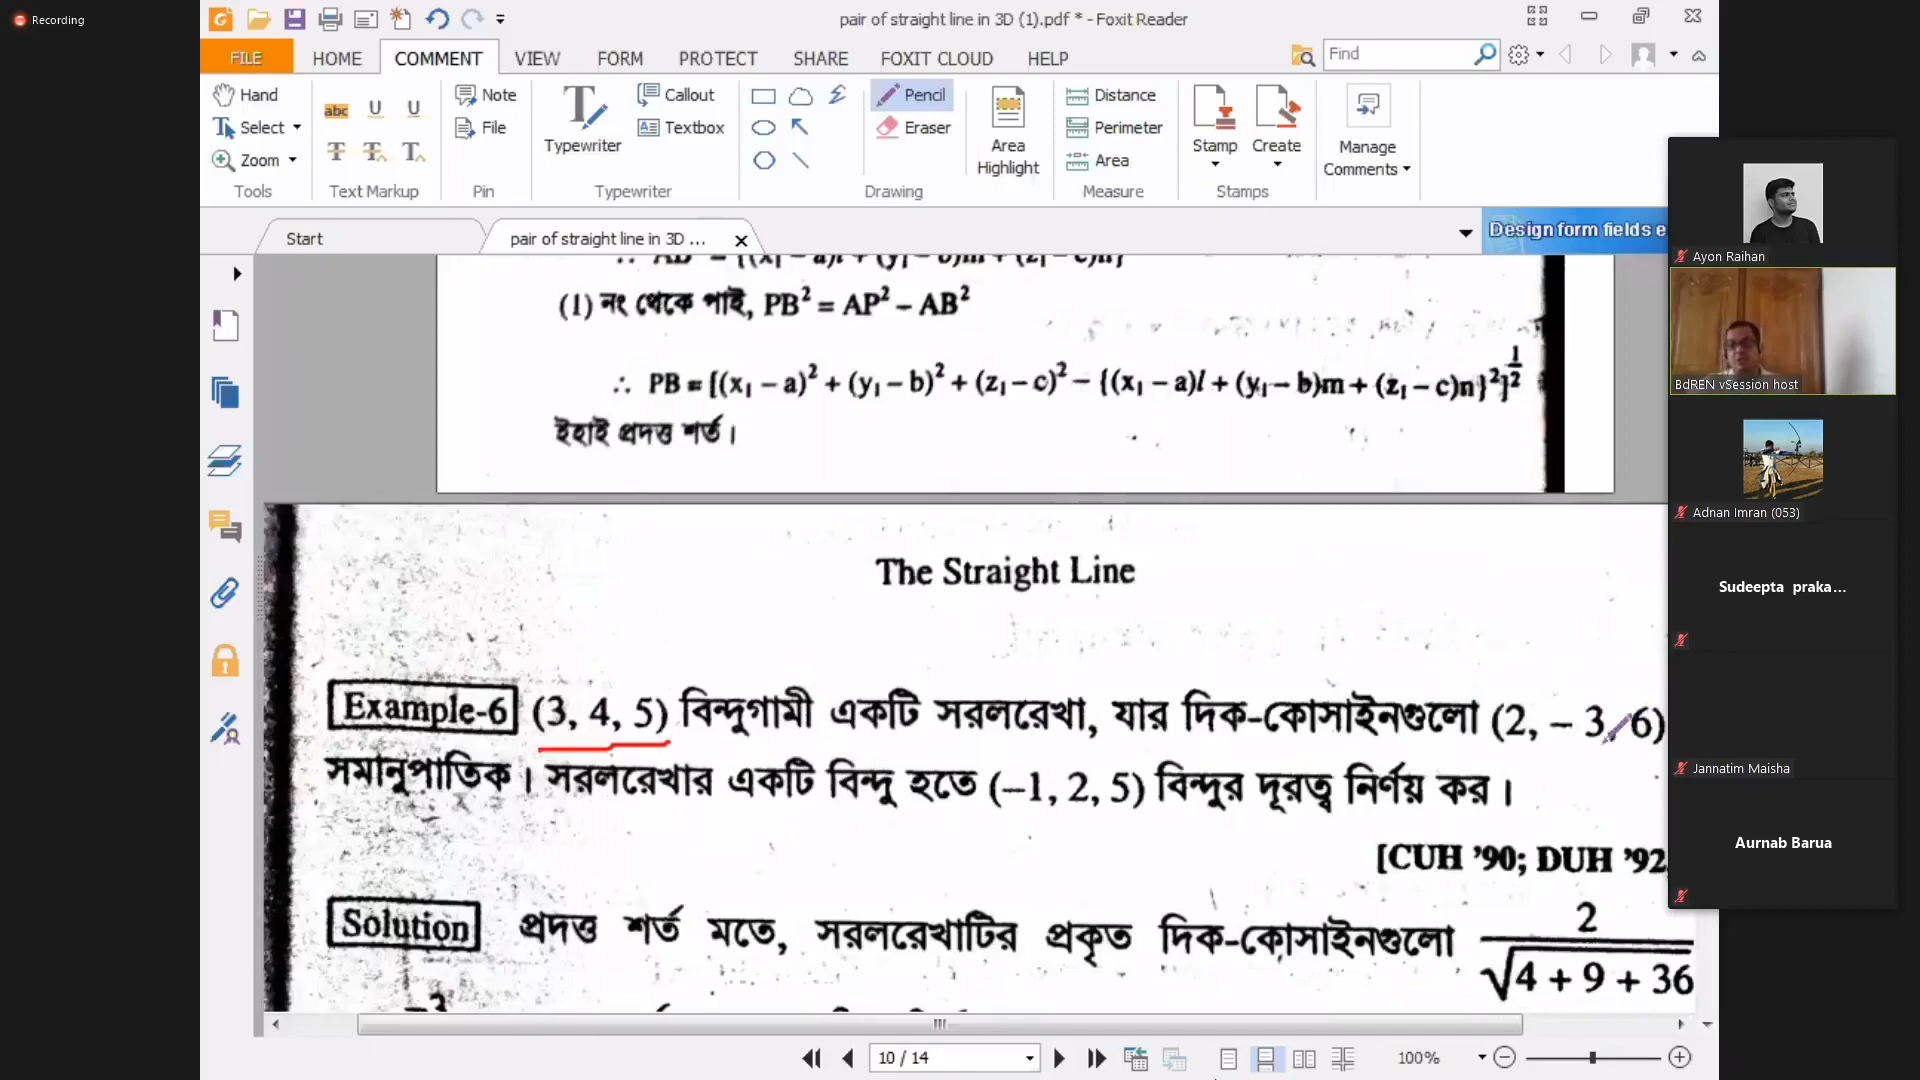 Recording
pair of straight line in 3D (1).pdf * - Foxit Reader
FILE HOME COMMENT VIEW FORM PROTECT SHARE FOXIT CLOUD HELP
Find
Hand
Select
Zoom
Tools
Text Markup
Note
File
Pin
Typewriter
Callout
Textbox
Typewriter
Pencil
Eraser
Drawing
Area
Highlight
Distance
Perimeter
Area
Measure
Stamp
Create
Stamps
Manage
Comments
Start
pair of straight line in 3D ...
Design form fields e
(1) নং থেকে পাই, PB² = AP² – AB²
∴ PB = [(x₁ – a)² + (y₁ – b)² + (z₁ – c)² – {(x₁ – a)l + (y₁ – b)m + (z₁ – c)n}²]^½
ইহাই প্রদত্ত শর্ত।
The Straight Line
Example-6 (3, 4, 5) বিন্দুগামী একটি সরলরেখা, যার দিক-কোসাইনগুলো (2, – 3, 6)
সমানুপাতিক। সরলরেখার একটি বিন্দু হতে (–1, 2, 5) বিন্দুর দূরত্ব নির্ণয় কর।
[CUH ’90; DUH ’92
Solution প্রদত্ত শর্ত মতে, সরলরেখাটির প্রকৃত দিক-কোসাইনগুলো 2/√4 + 9 + 36
10 / 14
100%
Ayon Raihan
BdREN vSession host
Adnan Imran (053)
Sudeepta praka...
Jannatim Maisha
Aurnab Barua